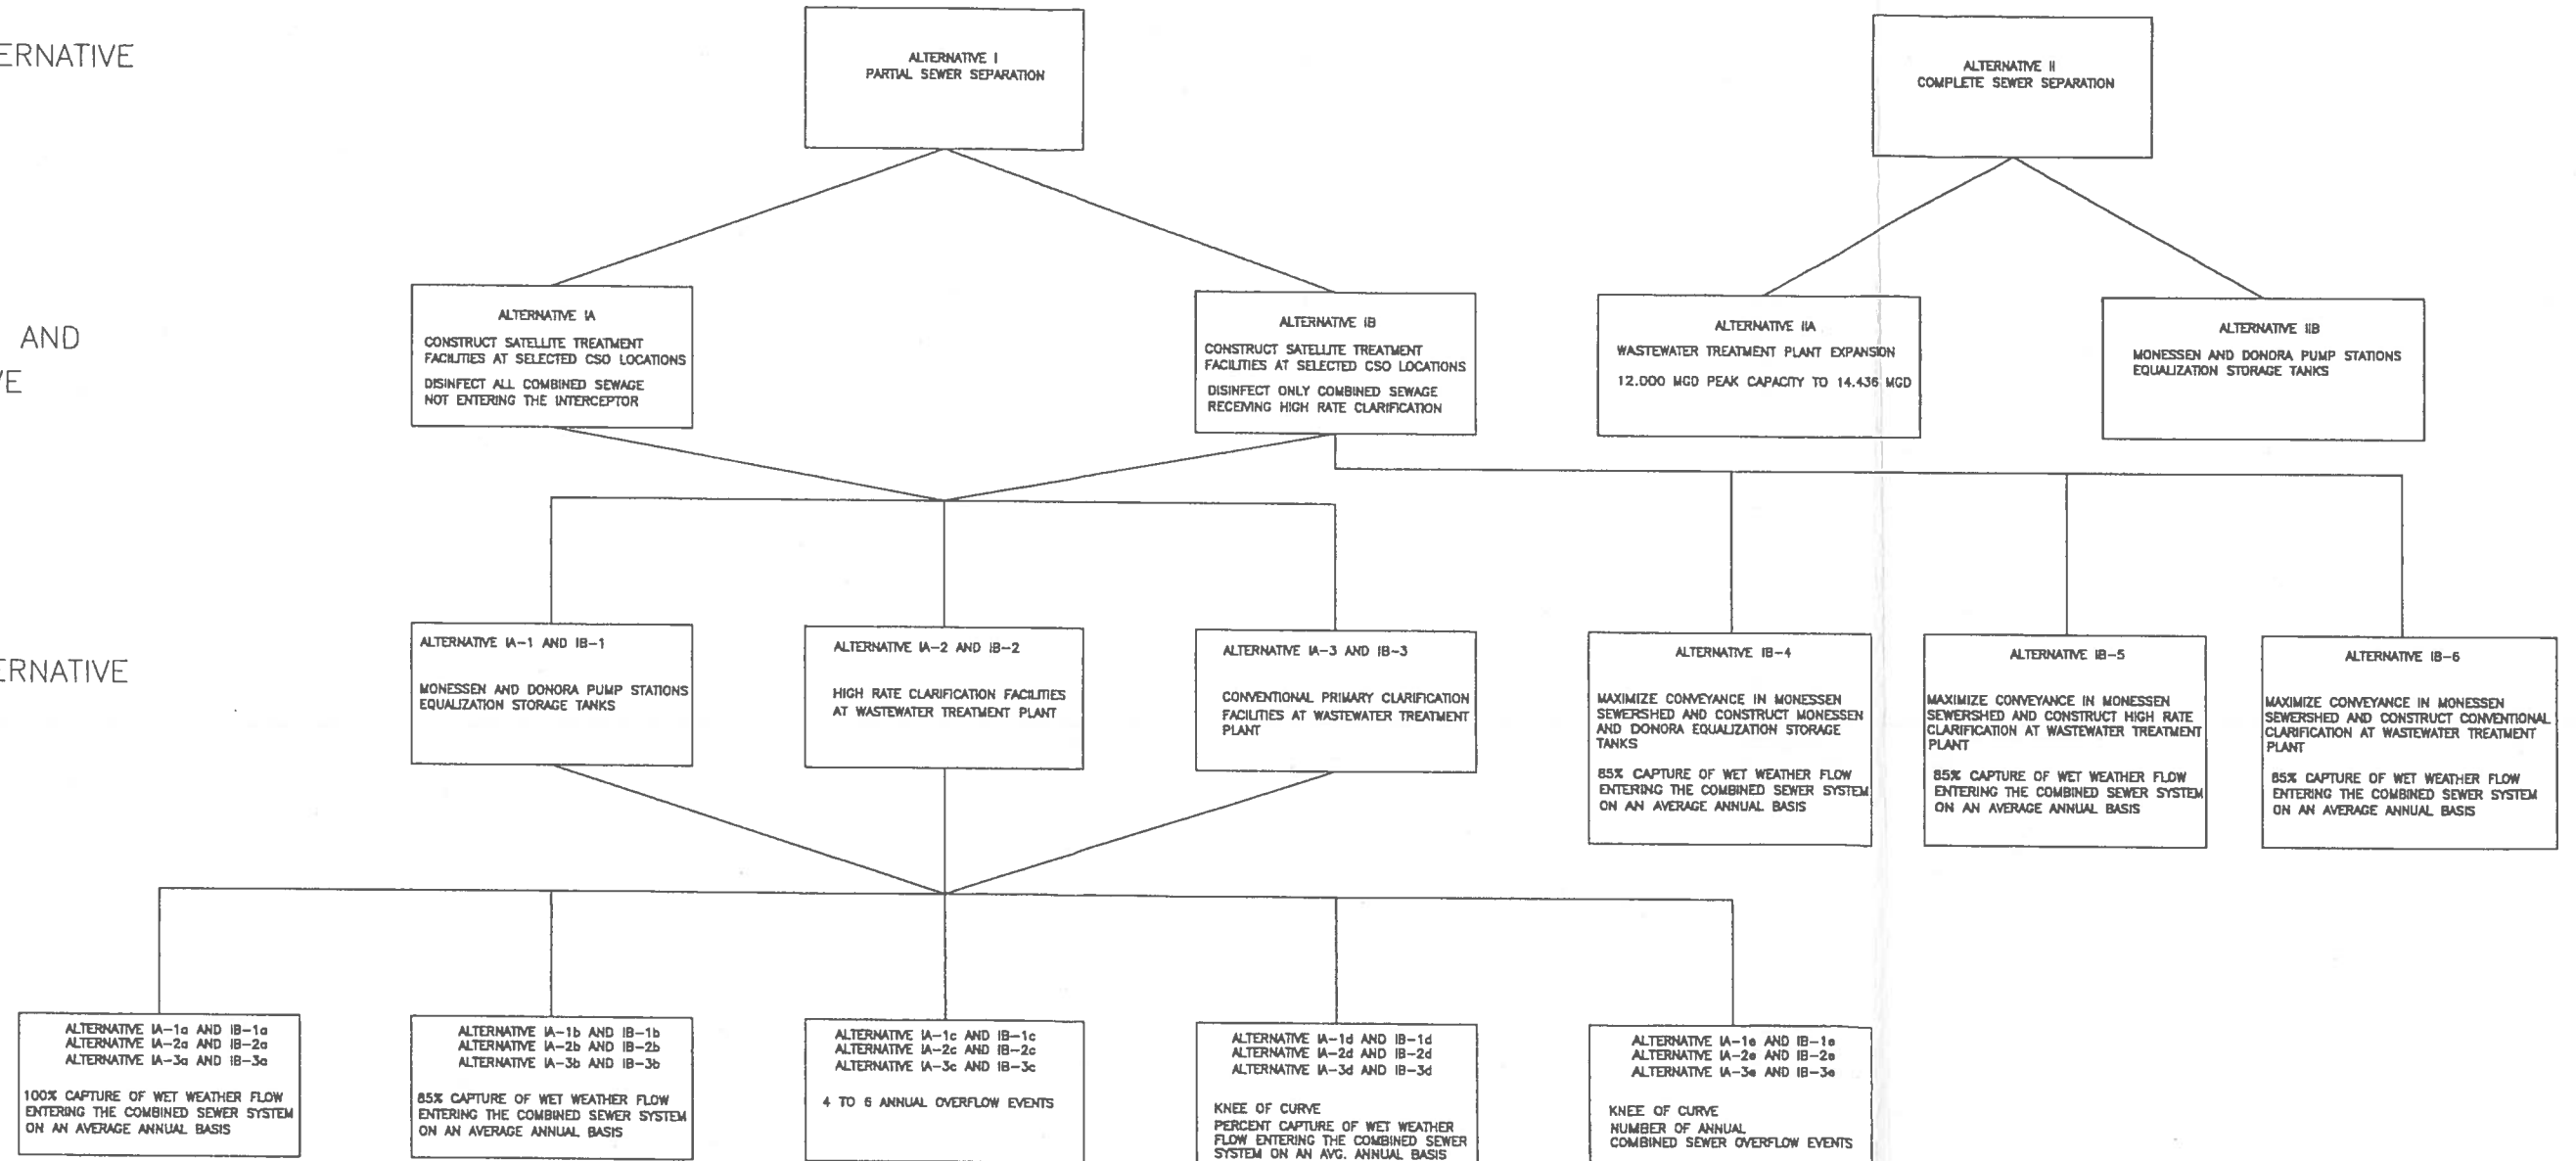 ERNATIVE
ALTERNATIVE I
PARTIAL SEWER SEPARATION
ALTERNATIVE II
COMPLETE SEWER SEPARATION
AND
VE
ALTERNATIVE IA
CONSTRUCT SATELLITE TREATMENT
FACILITIES AT SELECTED CSO LOCATIONS
DISINFECT ALL COMBINED SEWAGE
NOT ENTERING THE INTERCEPTOR
ALTERNATIVE IB
CONSTRUCT SATELLITE TREATMENT
FACILITIES AT SELECTED CSO LOCATIONS
DISINFECT ONLY COMBINED SEWAGE
RECEIVING HIGH RATE CLARIFICATION
ALTERNATIVE IIA
WASTEWATER TREATMENT PLANT EXPANSION
12.000 MGD PEAK CAPACITY TO 14.436 MGD
ALTERNATIVE IIB
MONESSEN AND DONORA PUMP STATIONS
EQUALIZATION STORAGE TANKS
ERNATIVE
ALTERNATIVE IA-1 AND IB-1
MONESSEN AND DONORA PUMP STATIONS
EQUALIZATION STORAGE TANKS
ALTERNATIVE IA-2 AND IB-2
HIGH RATE CLARIFICATION FACILITIES
AT WASTEWATER TREATMENT PLANT
ALTERNATIVE IA-3 AND IB-3
CONVENTIONAL PRIMARY CLARIFICATION
FACILITIES AT WASTEWATER TREATMENT
PLANT
ALTERNATIVE IB-4
MAXIMIZE CONVEYANCE IN MONESSEN
SEWERSHED AND CONSTRUCT MONESSEN
AND DONORA EQUALIZATION STORAGE
TANKS
85% CAPTURE OF WET WEATHER FLOW
ENTERING THE COMBINED SEWER SYSTEM
ON AN AVERAGE ANNUAL BASIS
ALTERNATIVE IB-5
MAXIMIZE CONVEYANCE IN MONESSEN
SEWERSHED AND CONSTRUCT HIGH RATE
CLARIFICATION AT WASTEWATER TREATMENT
PLANT
85% CAPTURE OF WET WEATHER FLOW
ENTERING THE COMBINED SEWER SYSTEM
ON AN AVERAGE ANNUAL BASIS
ALTERNATIVE IB-6
MAXIMIZE CONVEYANCE IN MONESSEN
SEWERSHED AND CONSTRUCT CONVENTIONAL
CLARIFICATION AT WASTEWATER TREATMENT
PLANT
85% CAPTURE OF WET WEATHER FLOW
ENTERING THE COMBINED SEWER SYSTEM
ON AN AVERAGE ANNUAL BASIS
ALTERNATIVE IA-1a AND IB-1a
ALTERNATIVE IA-2a AND IB-2a
ALTERNATIVE IA-3a AND IB-3a
100% CAPTURE OF WET WEATHER FLOW
ENTERING THE COMBINED SEWER SYSTEM
ON AN AVERAGE ANNUAL BASIS
ALTERNATIVE IA-1b AND IB-1b
ALTERNATIVE IA-2b AND IB-2b
ALTERNATIVE IA-3b AND IB-3b
85% CAPTURE OF WET WEATHER FLOW
ENTERING THE COMBINED SEWER SYSTEM
ON AN AVERAGE ANNUAL BASIS
ALTERNATIVE IA-1c AND IB-1c
ALTERNATIVE IA-2c AND IB-2c
ALTERNATIVE IA-3c AND IB-3c
4 TO 6 ANNUAL OVERFLOW EVENTS
ALTERNATIVE IA-1d AND IB-1d
ALTERNATIVE IA-2d AND IB-2d
ALTERNATIVE IA-3d AND IB-3d
KNEE OF CURVE
PERCENT CAPTURE OF WET WEATHER
FLOW ENTERING THE COMBINED SEWER
SYSTEM ON AN AVG. ANNUAL BASIS
ALTERNATIVE IA-1e AND IB-1e
ALTERNATIVE IA-2e AND IB-2e
ALTERNATIVE IA-3e AND IB-3e
KNEE OF CURVE
NUMBER OF ANNUAL
COMBINED SEWER OVERFLOW EVENTS